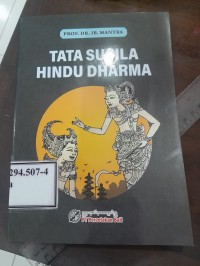 PROF. DR. IB. MANTRA
TATA SUSILA
HINDU DHARMA
294.507-4
a